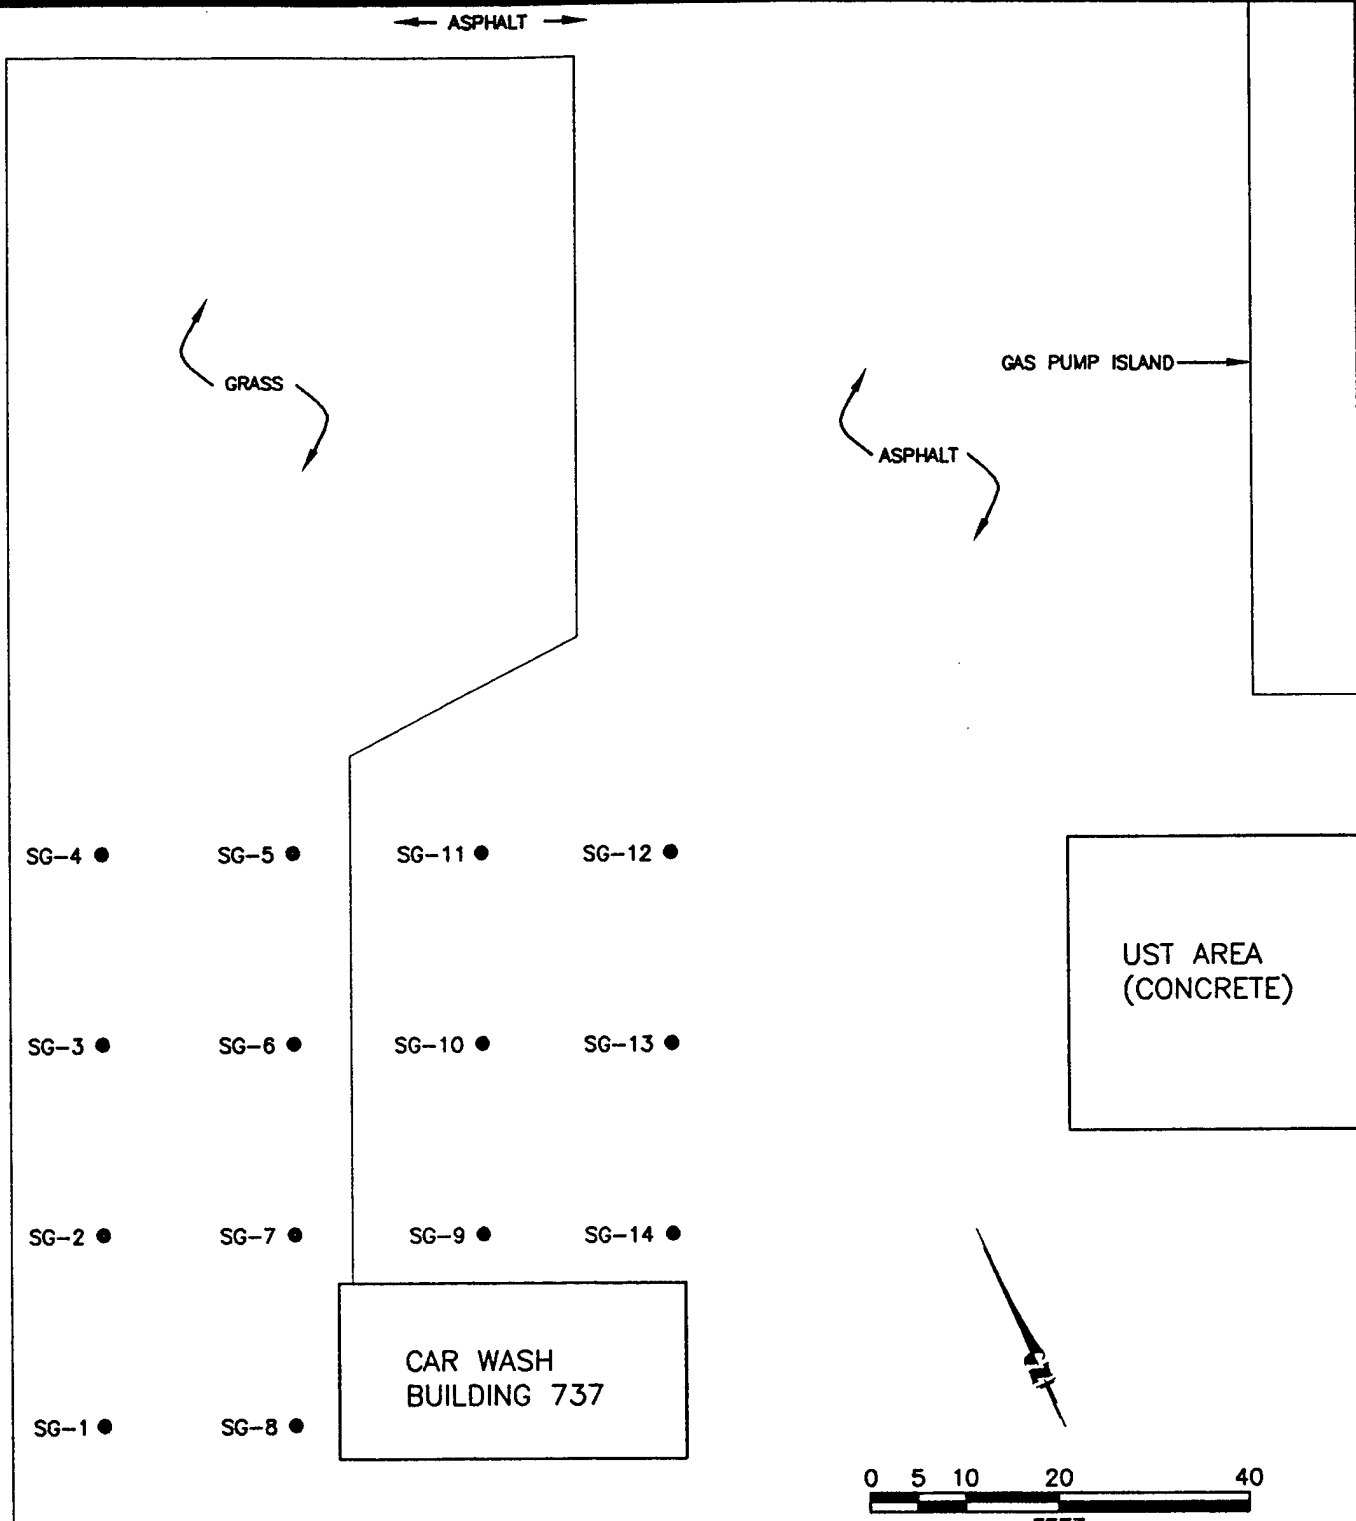 ASPHALT
GAS PUMP ISLAND
GRASS
ASPHALT
SG-4
SG-5
SG-11
SG-12
UST AREA
(CONCRETE)
SG-3
SG-6
SG-10
SG-13
SG-2
SG-7
SG-9
SG-14
CAR WASH
BUILDING 737
SG-1
SG-8
0 5 10 20 40